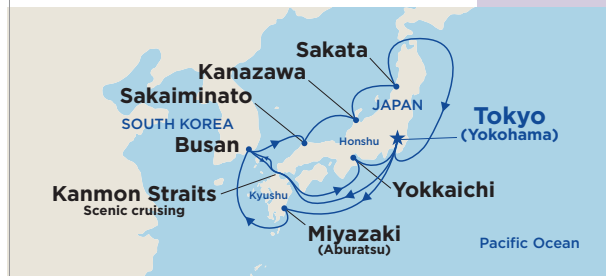 Sakata
Kanazawa
Sakaiminato
JAPAN
Tokyo
(Yokohama)
SOUTH KOREA
Busan
Honshu
Kanmon Straits
Scenic cruising
Kyushu
Yokkaichi
Miyazaki
(Aburatsu)
Pacific Ocean